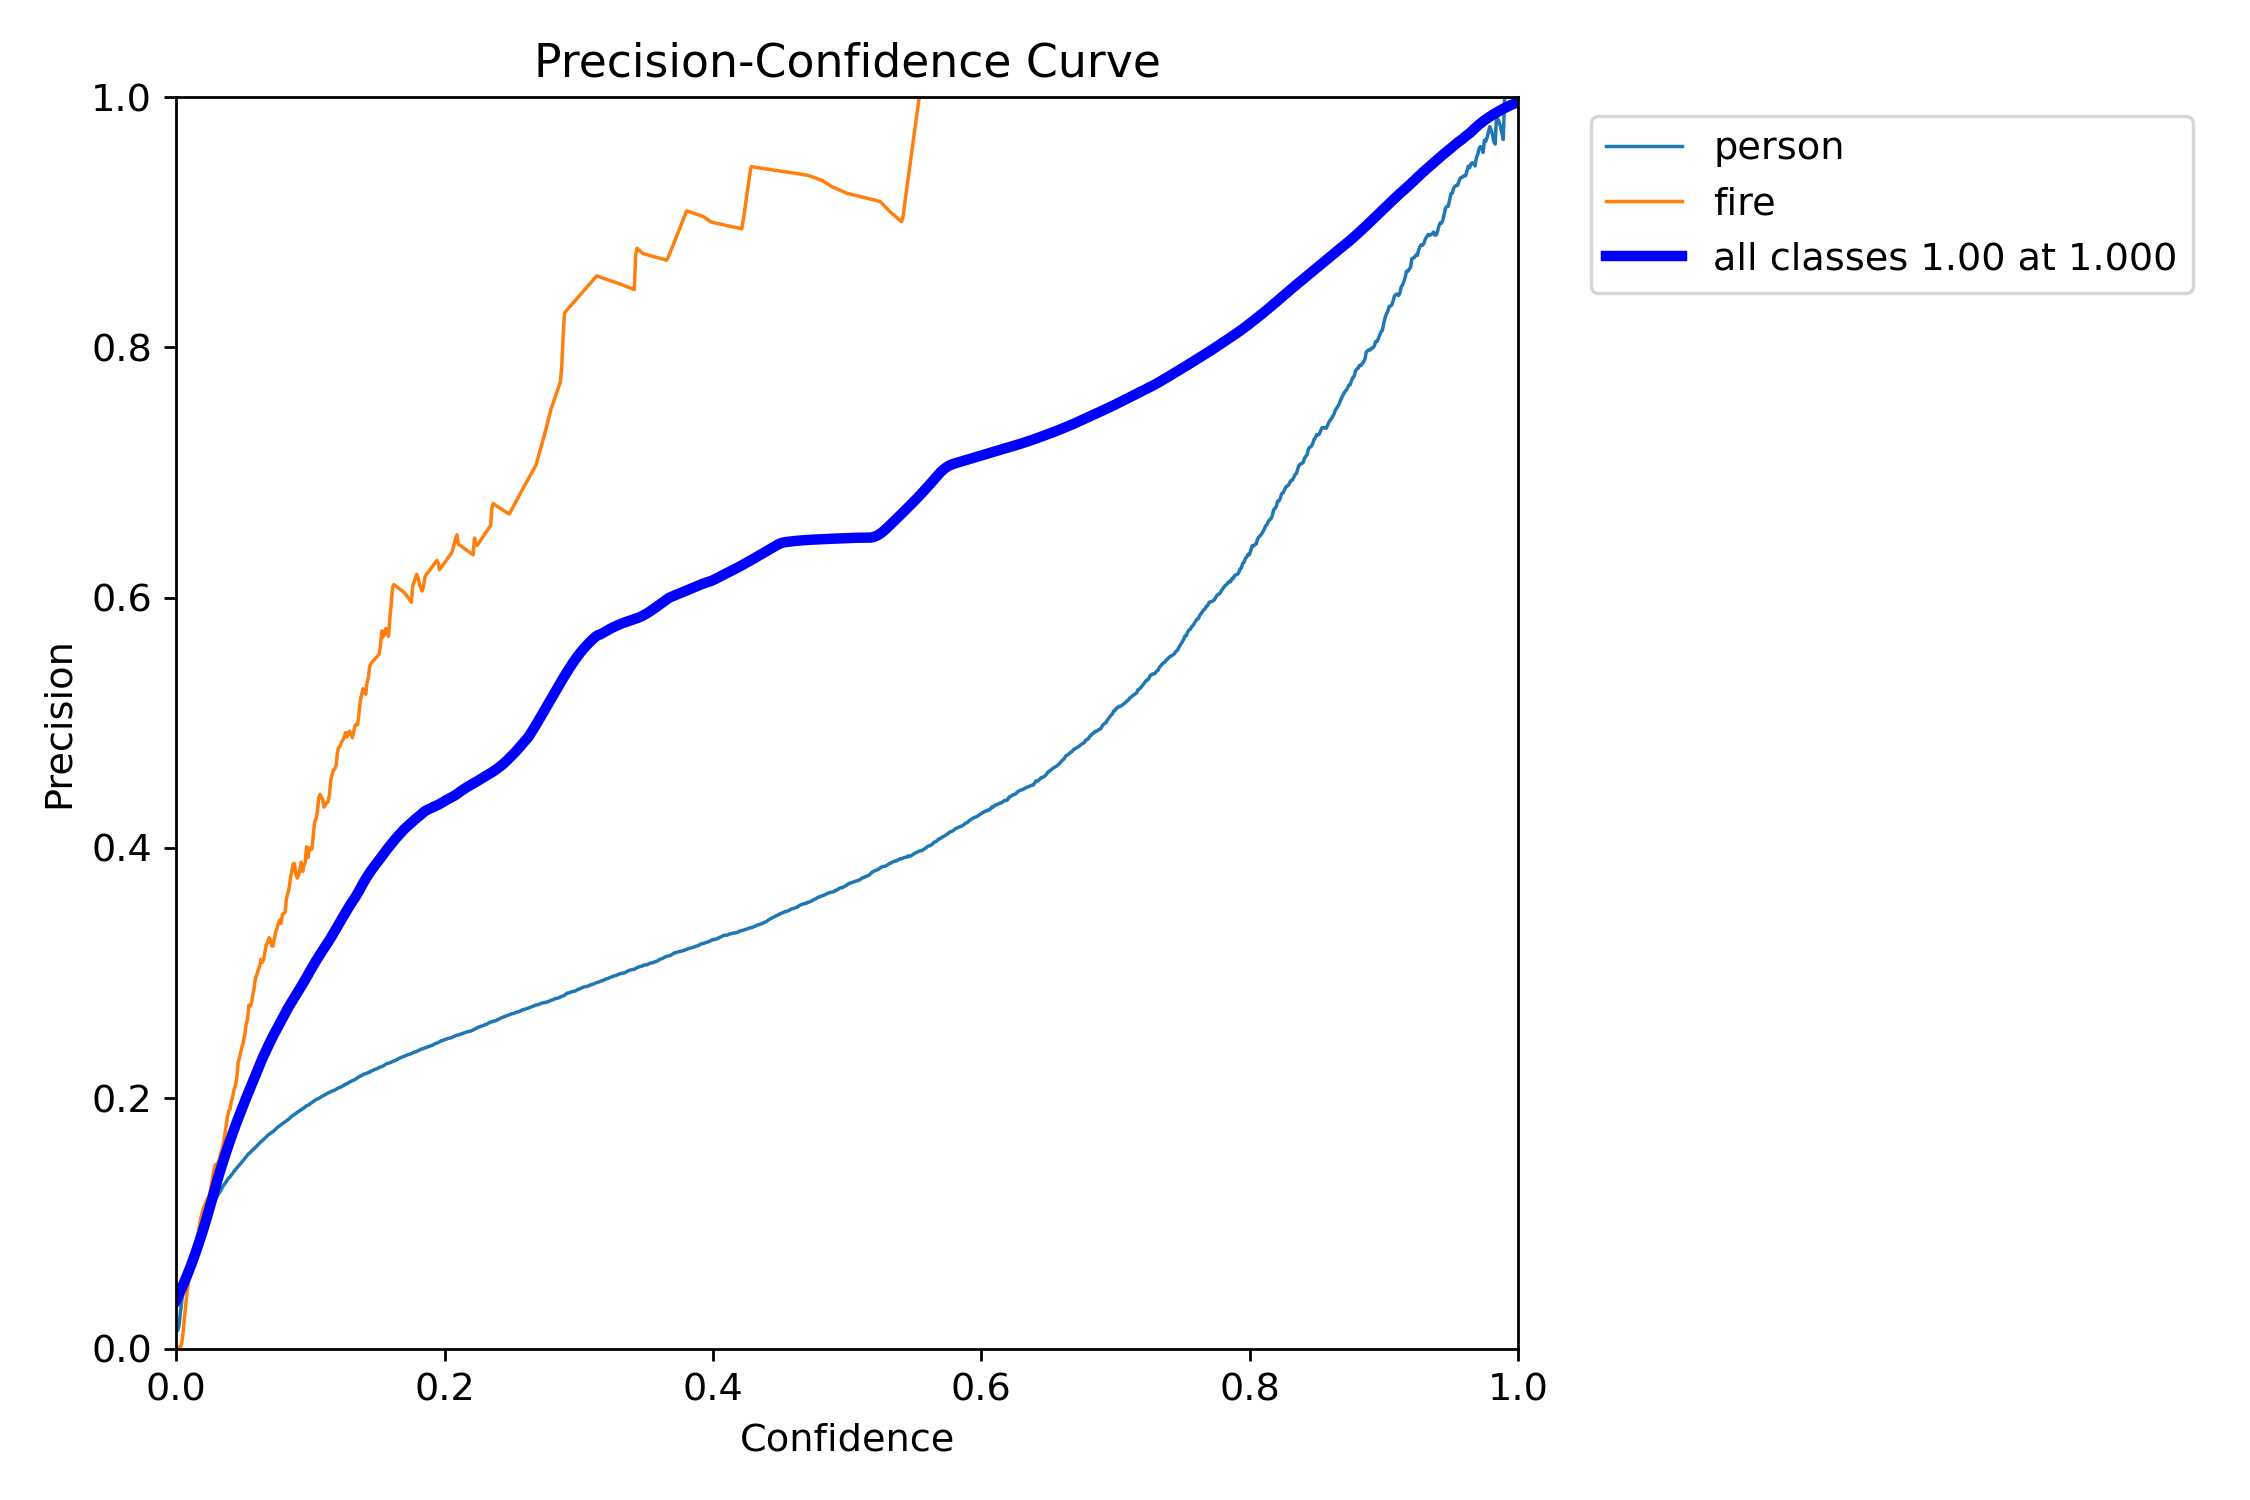 Precision-Confidence Curve
1.0
0.8
0.6
0.4
0.2
0.0
Precision
0.0 0.2 0.4 0.6 0.8 1.0
Confidence
person
fire
all classes 1.00 at 1.000